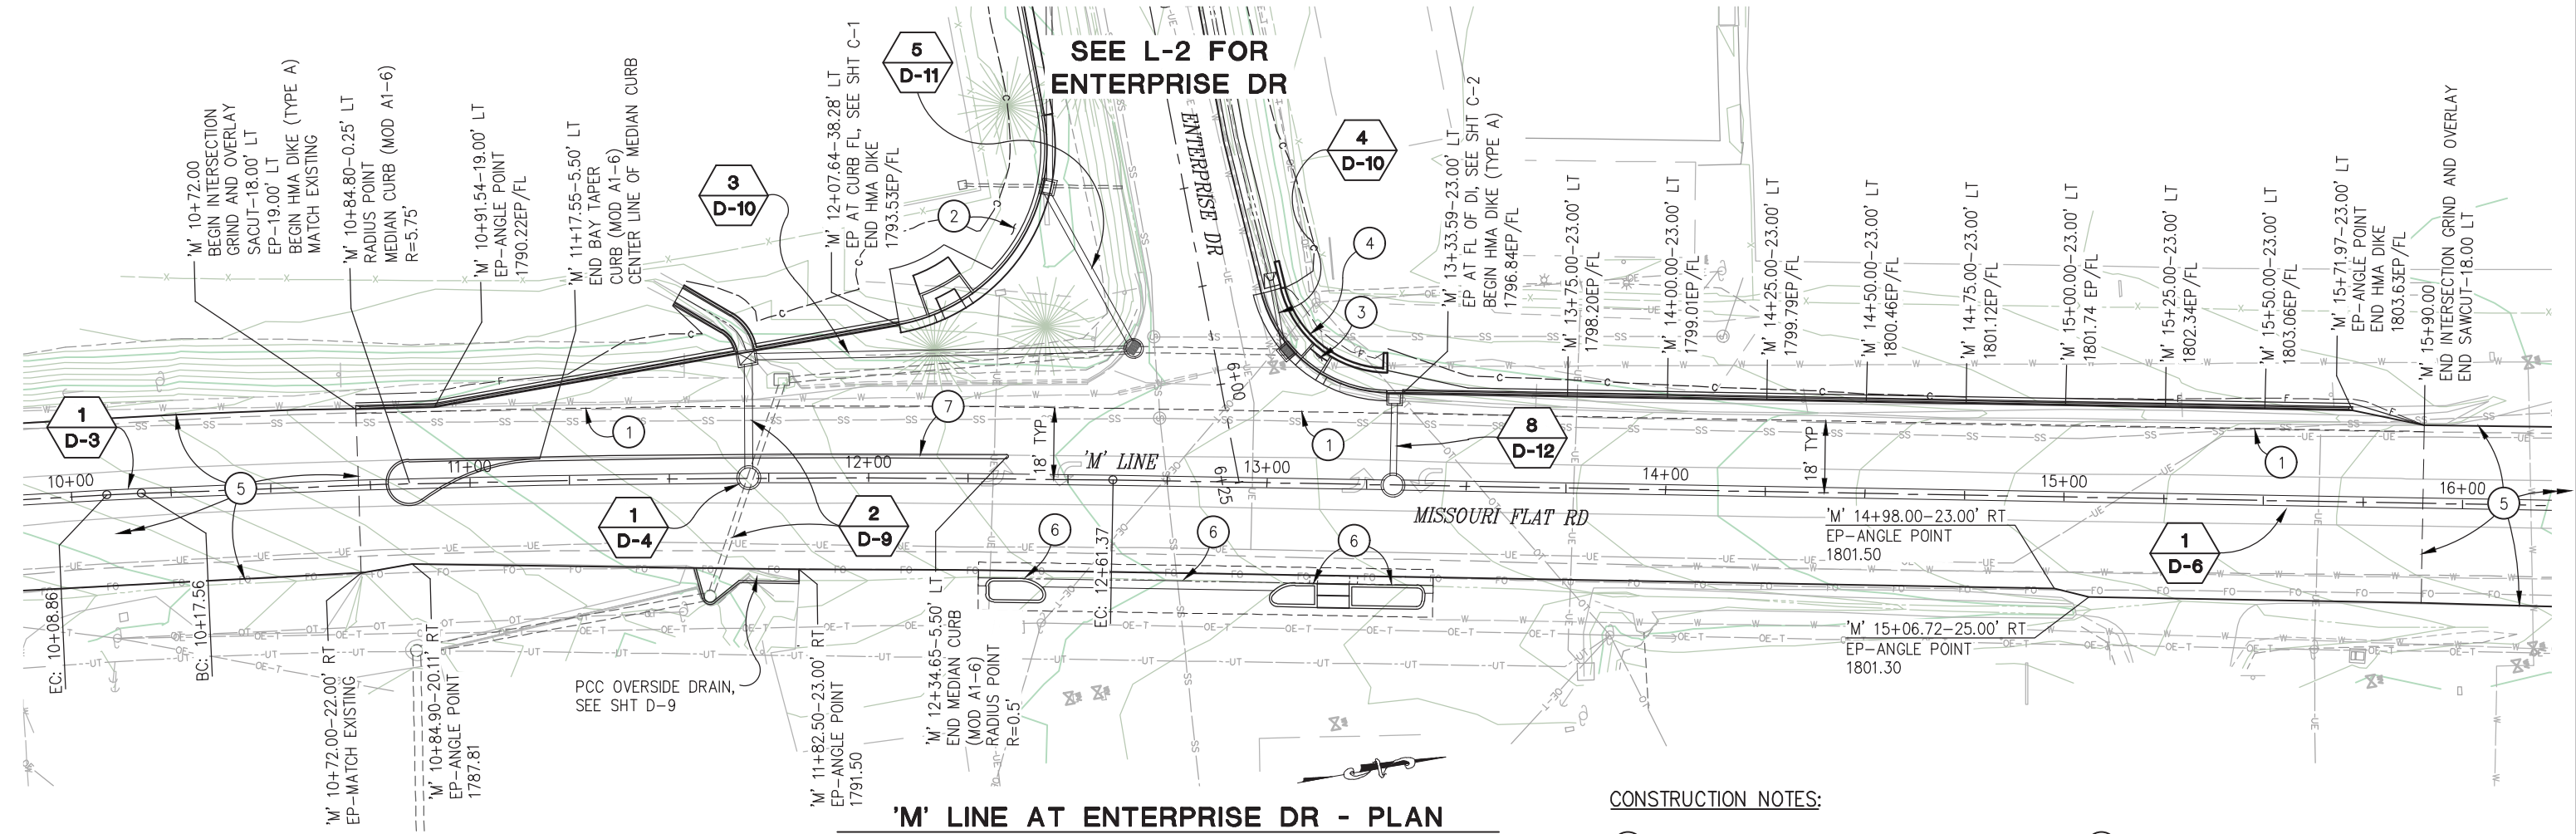 'M' 10+72.00
BEGIN INTERSECTION
GRIND AND OVERLAY
SACUT-18.00' LT
EP-19.00' LT
BEGIN HMA DIKE (TYPE A)
MATCH EXISTING
'M' 10+84.80-0.25' LT
RADIUS POINT
MEDIAN CURB (MOD A1-6)
R=5.75'
'M' 10+91.54-19.00' LT
EP-ANGLE POINT
1790.22EP/FL
'M' 11+17.55-5.50' LT
END BAY TAPER
CURB (MOD A1-6)
CENTER LINE OF MEDIAN CURB
3
D-10
'M' 12+07.64-38.28' LT
EP AT CURB FL, SEE SHT C-1
END HMA DIKE
1793.53EP/FL
5
D-11
2
SEE L-2 FOR
ENTERPRISE DR
ENTERPRISE DR
4
D-10
4
3
'M' 13+33.59-23.00' LT
EP AT FL OF DI, SEE SHT C-2
BEGIN HMA DIKE (TYPE A)
1796.84EP/FL
'M' 13+75.00-23.00' LT
1798.20EP/FL
'M' 14+00.00-23.00' LT
1799.01EP/FL
'M' 14+25.00-23.00' LT
1799.79EP/FL
'M' 14+50.00-23.00' LT
1800.46EP/FL
'M' 14+75.00-23.00' LT
1801.12EP/FL
'M' 15+00.00-23.00' LT
1801.74 EP/FL
'M' 15+25.00-23.00' LT
1802.34EP/FL
'M' 15+50.00-23.00' LT
1803.06EP/FL
'M' 15+71.97-23.00' LT
EP-ANGLE POINT
END HMA DIKE
1803.63EP/FL
'M' 15+90.00
END INTERSECTION GRIND AND OVERLAY
END SAWCUT-18.00 LT
1
D-3
1
7
18' TYP
6+00
6+25
1
8
D-12
18' TYP
1
10+00
5
11+00
12+00
'M' LINE
13+00
14+00
15+00
16+00
5
1
D-4
2
D-9
MISSOURI FLAT RD
6
6
6
'M' 14+98.00-23.00' RT
EP-ANGLE POINT
1801.50
1
D-6
EC: 10+08.86
BC: 10+17.56
EC: 12+61.37
'M' 15+06.72-25.00' RT
EP-ANGLE POINT
1801.30
'M' 10+72.00-22.00' RT
EP-MATCH EXISTING
'M' 10+84.90-20.11' RT
EP-ANGLE POINT
1787.81
PCC OVERSIDE DRAIN,
SEE SHT D-9
'M' 11+82.50-23.00' RT
EP-ANGLE POINT
1791.50
'M' 12+34.65-5.50' LT
END MEDIAN CURB
(MOD A1-6)
RADIUS POINT
R=0.5'
'M' LINE AT ENTERPRISE DR - PLAN
CONSTRUCTION NOTES: